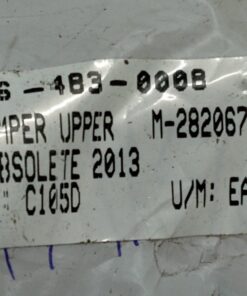 -483-0008
MPER UPPER M-282067
SOLETE 2013
C105D U/M: EA